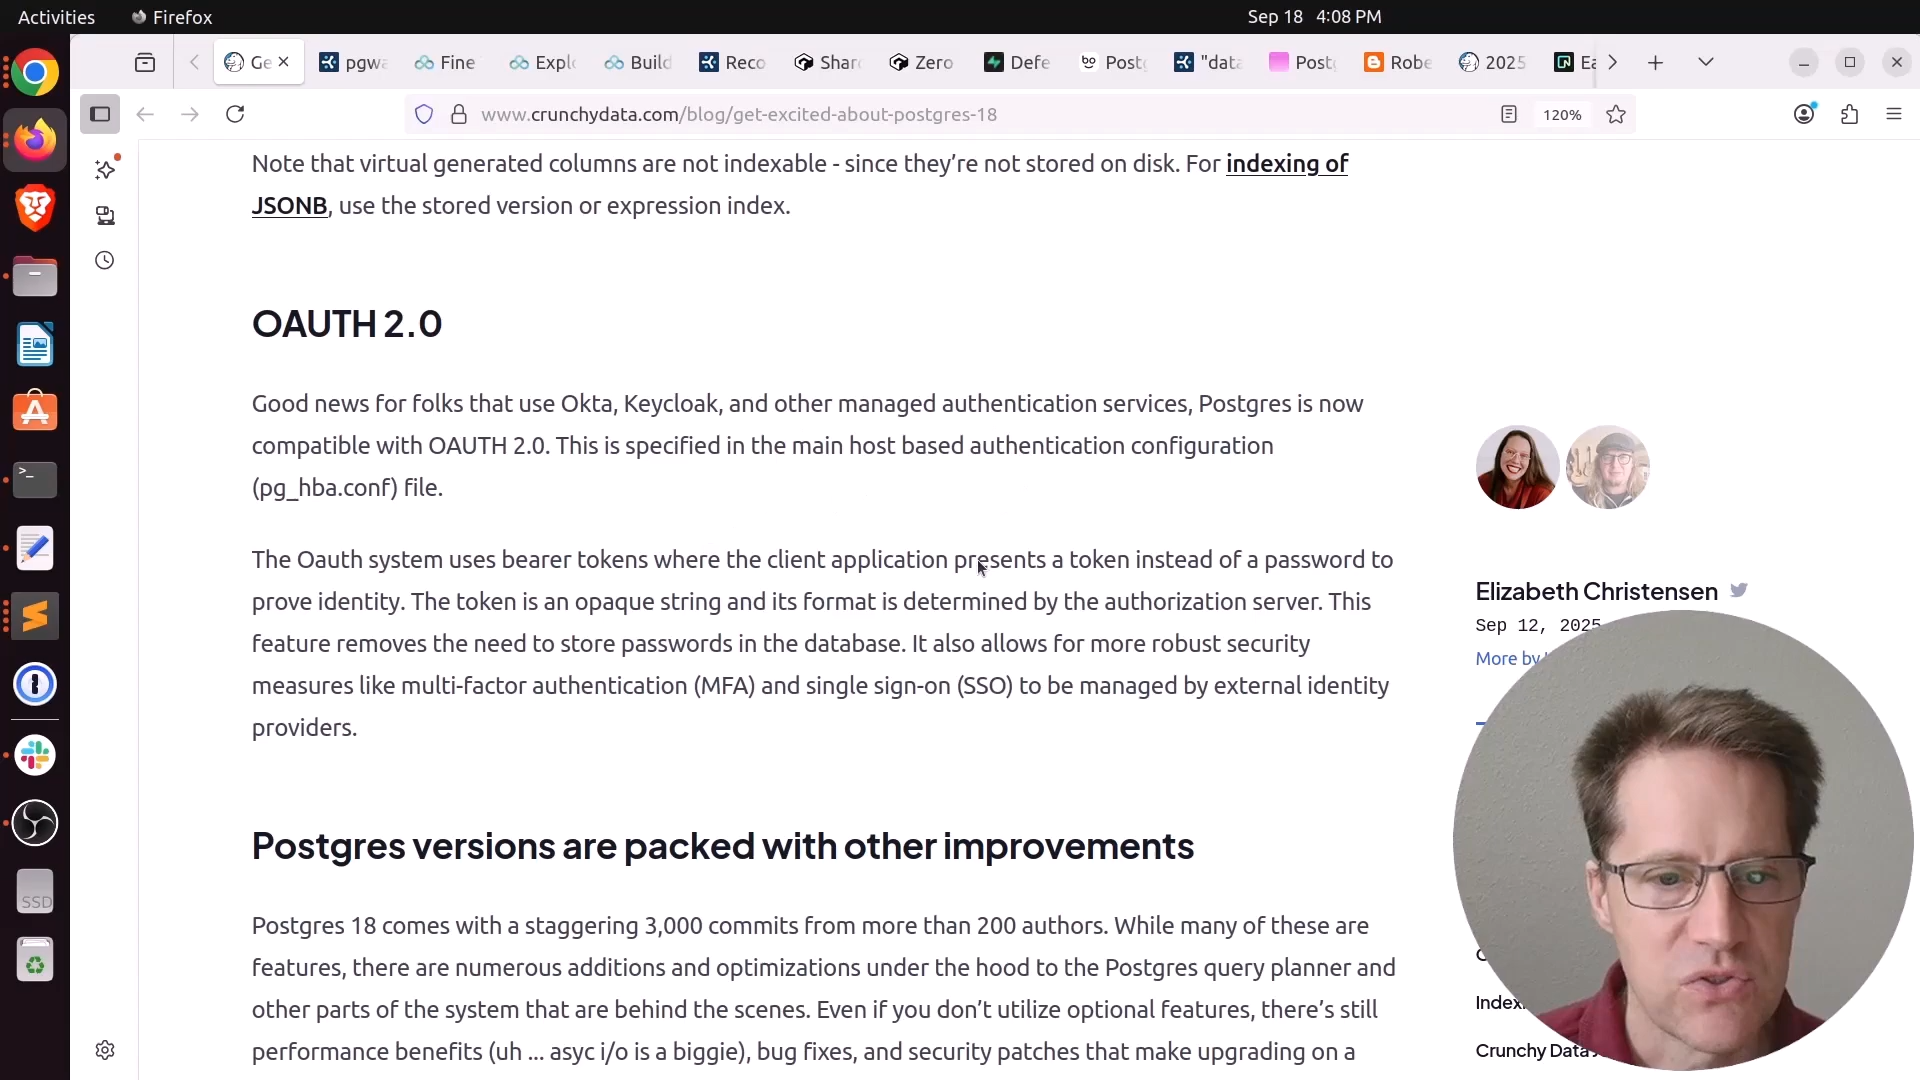 Activities
Firefox
Sep 18 4:08 PM
Ge
pgwa
Fine
Explo
Build
Reco
Shar
Zero
Defe
Postg
"data
Postg
Robe
2025
Ea
www.crunchydata.com/blog/get-excited-about-postgres-18
120%
Note that virtual generated columns are not indexable - since they’re not stored on disk. For indexing of
JSONB, use the stored version or expression index.
OAUTH 2.0
Good news for folks that use Okta, Keycloak, and other managed authentication services, Postgres is now
compatible with OAUTH 2.0. This is specified in the main host based authentication configuration
(pg_hba.conf) file.
The Oauth system uses bearer tokens where the client application presents a token instead of a password to
prove identity. The token is an opaque string and its format is determined by the authorization server. This
feature removes the need to store passwords in the database. It also allows for more robust security
measures like multi-factor authentication (MFA) and single sign-on (SSO) to be managed by external identity
providers.
Postgres versions are packed with other improvements
Postgres 18 comes with a staggering 3,000 commits from more than 200 authors. While many of these are
features, there are numerous additions and optimizations under the hood to the Postgres query planner and
other parts of the system that are behind the scenes. Even if you don’t utilize optional features, there’s still
performance benefits (uh ... asyc i/o is a biggie), bug fixes, and security patches that make upgrading on a
Elizabeth Christensen
Sep 12, 2025
More by
Crunchy Data
SSD